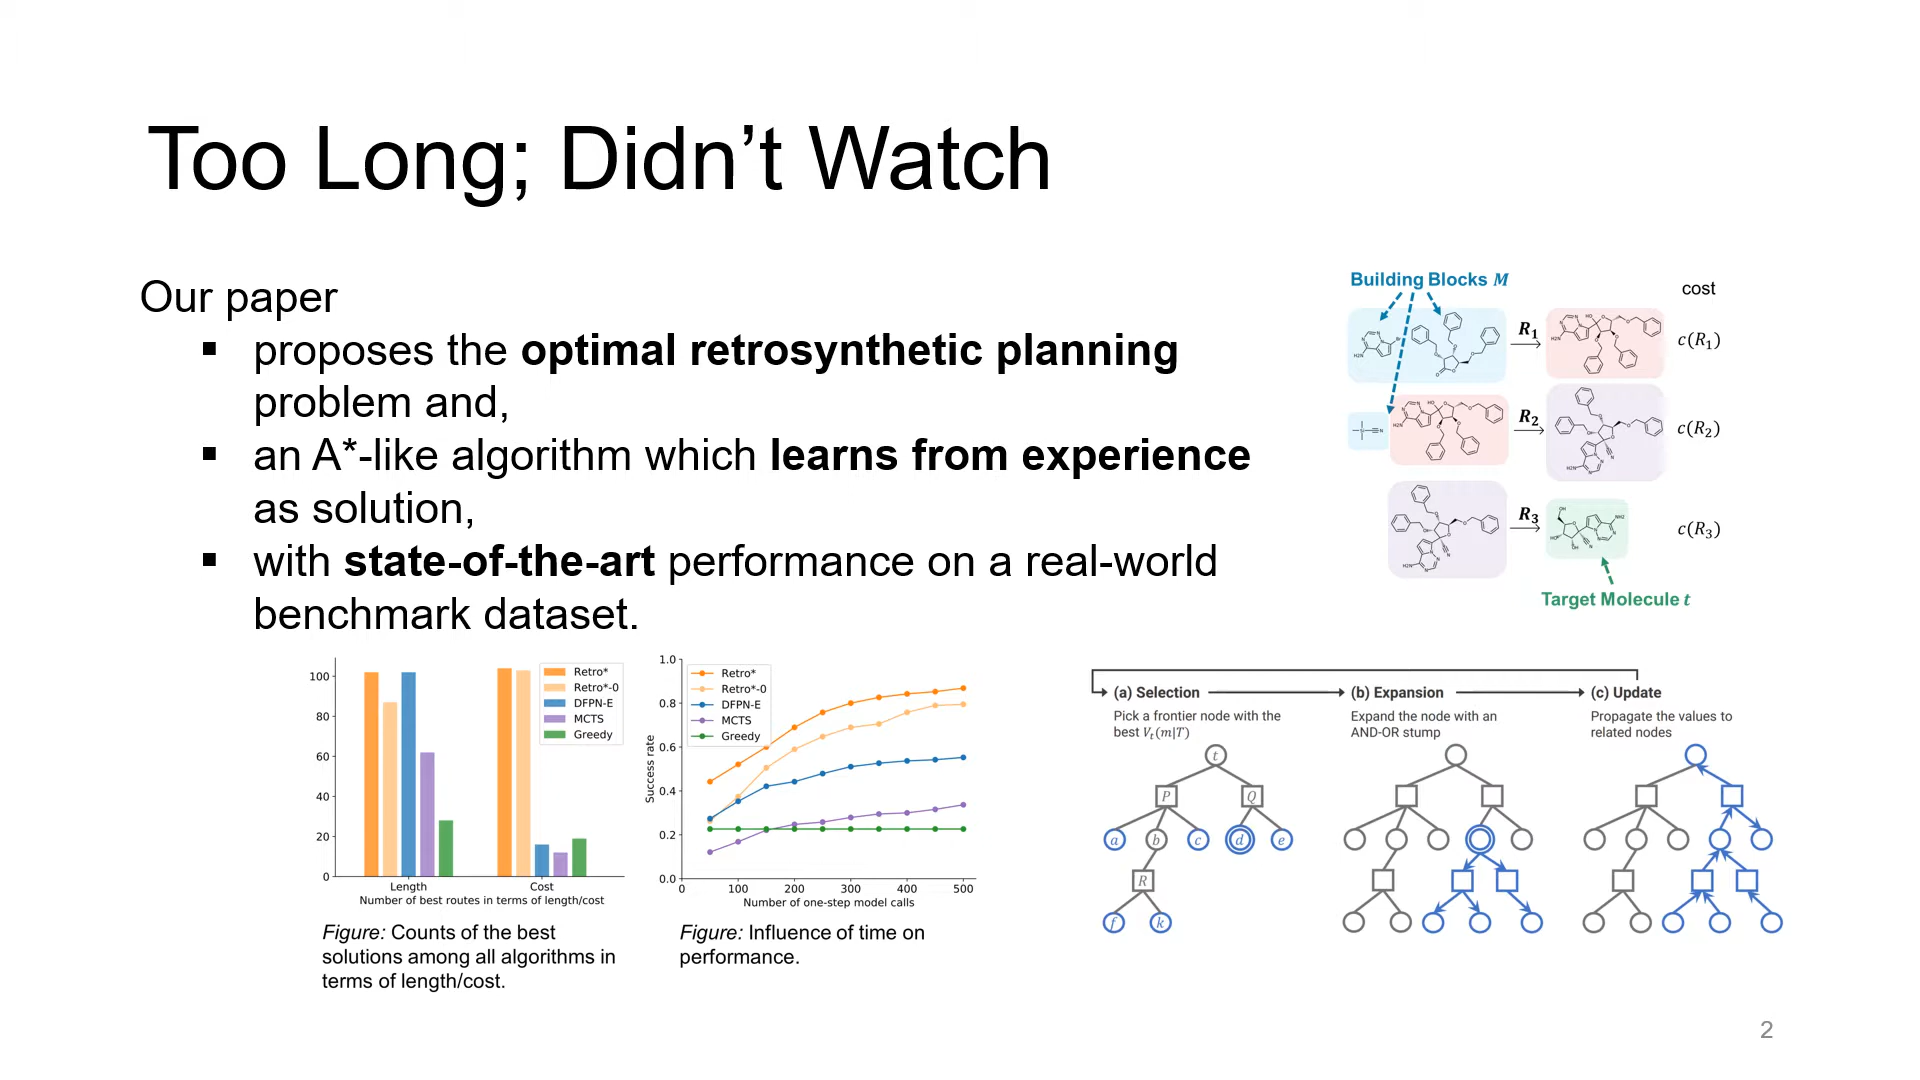 Too Long; Didn’t Watch
Our paper
▪ proposes the optimal retrosynthetic planning
problem and,
▪ an A*-like algorithm which learns from experience
as solution,
▪ with state-of-the-art performance on a real-world
benchmark dataset.
Building Blocks M
cost
R₁
c(R₁)
R₂
c(R₂)
R₃
c(R₃)
Target Molecule t
100
80
60
40
20
0
Retro*
Retro*-0
DFPN-E
MCTS
Greedy
Length
Cost
Number of best routes in terms of length/cost
Figure: Counts of the best
solutions among all algorithms in
terms of length/cost.
Success rate
1.0
0.8
0.6
0.4
0.2
0.0
Retro*
Retro*-0
DFPN-E
MCTS
Greedy
0 100 200 300 400 500
Number of one-step model calls
Figure: Influence of time on
performance.
(a) Selection
Pick a frontier node with the
best Vₜ(m|T)
t
P Q
a b c d e
R
f k
(b) Expansion
Expand the node with an
AND-OR stump
(c) Update
Propagate the values to
related nodes
2